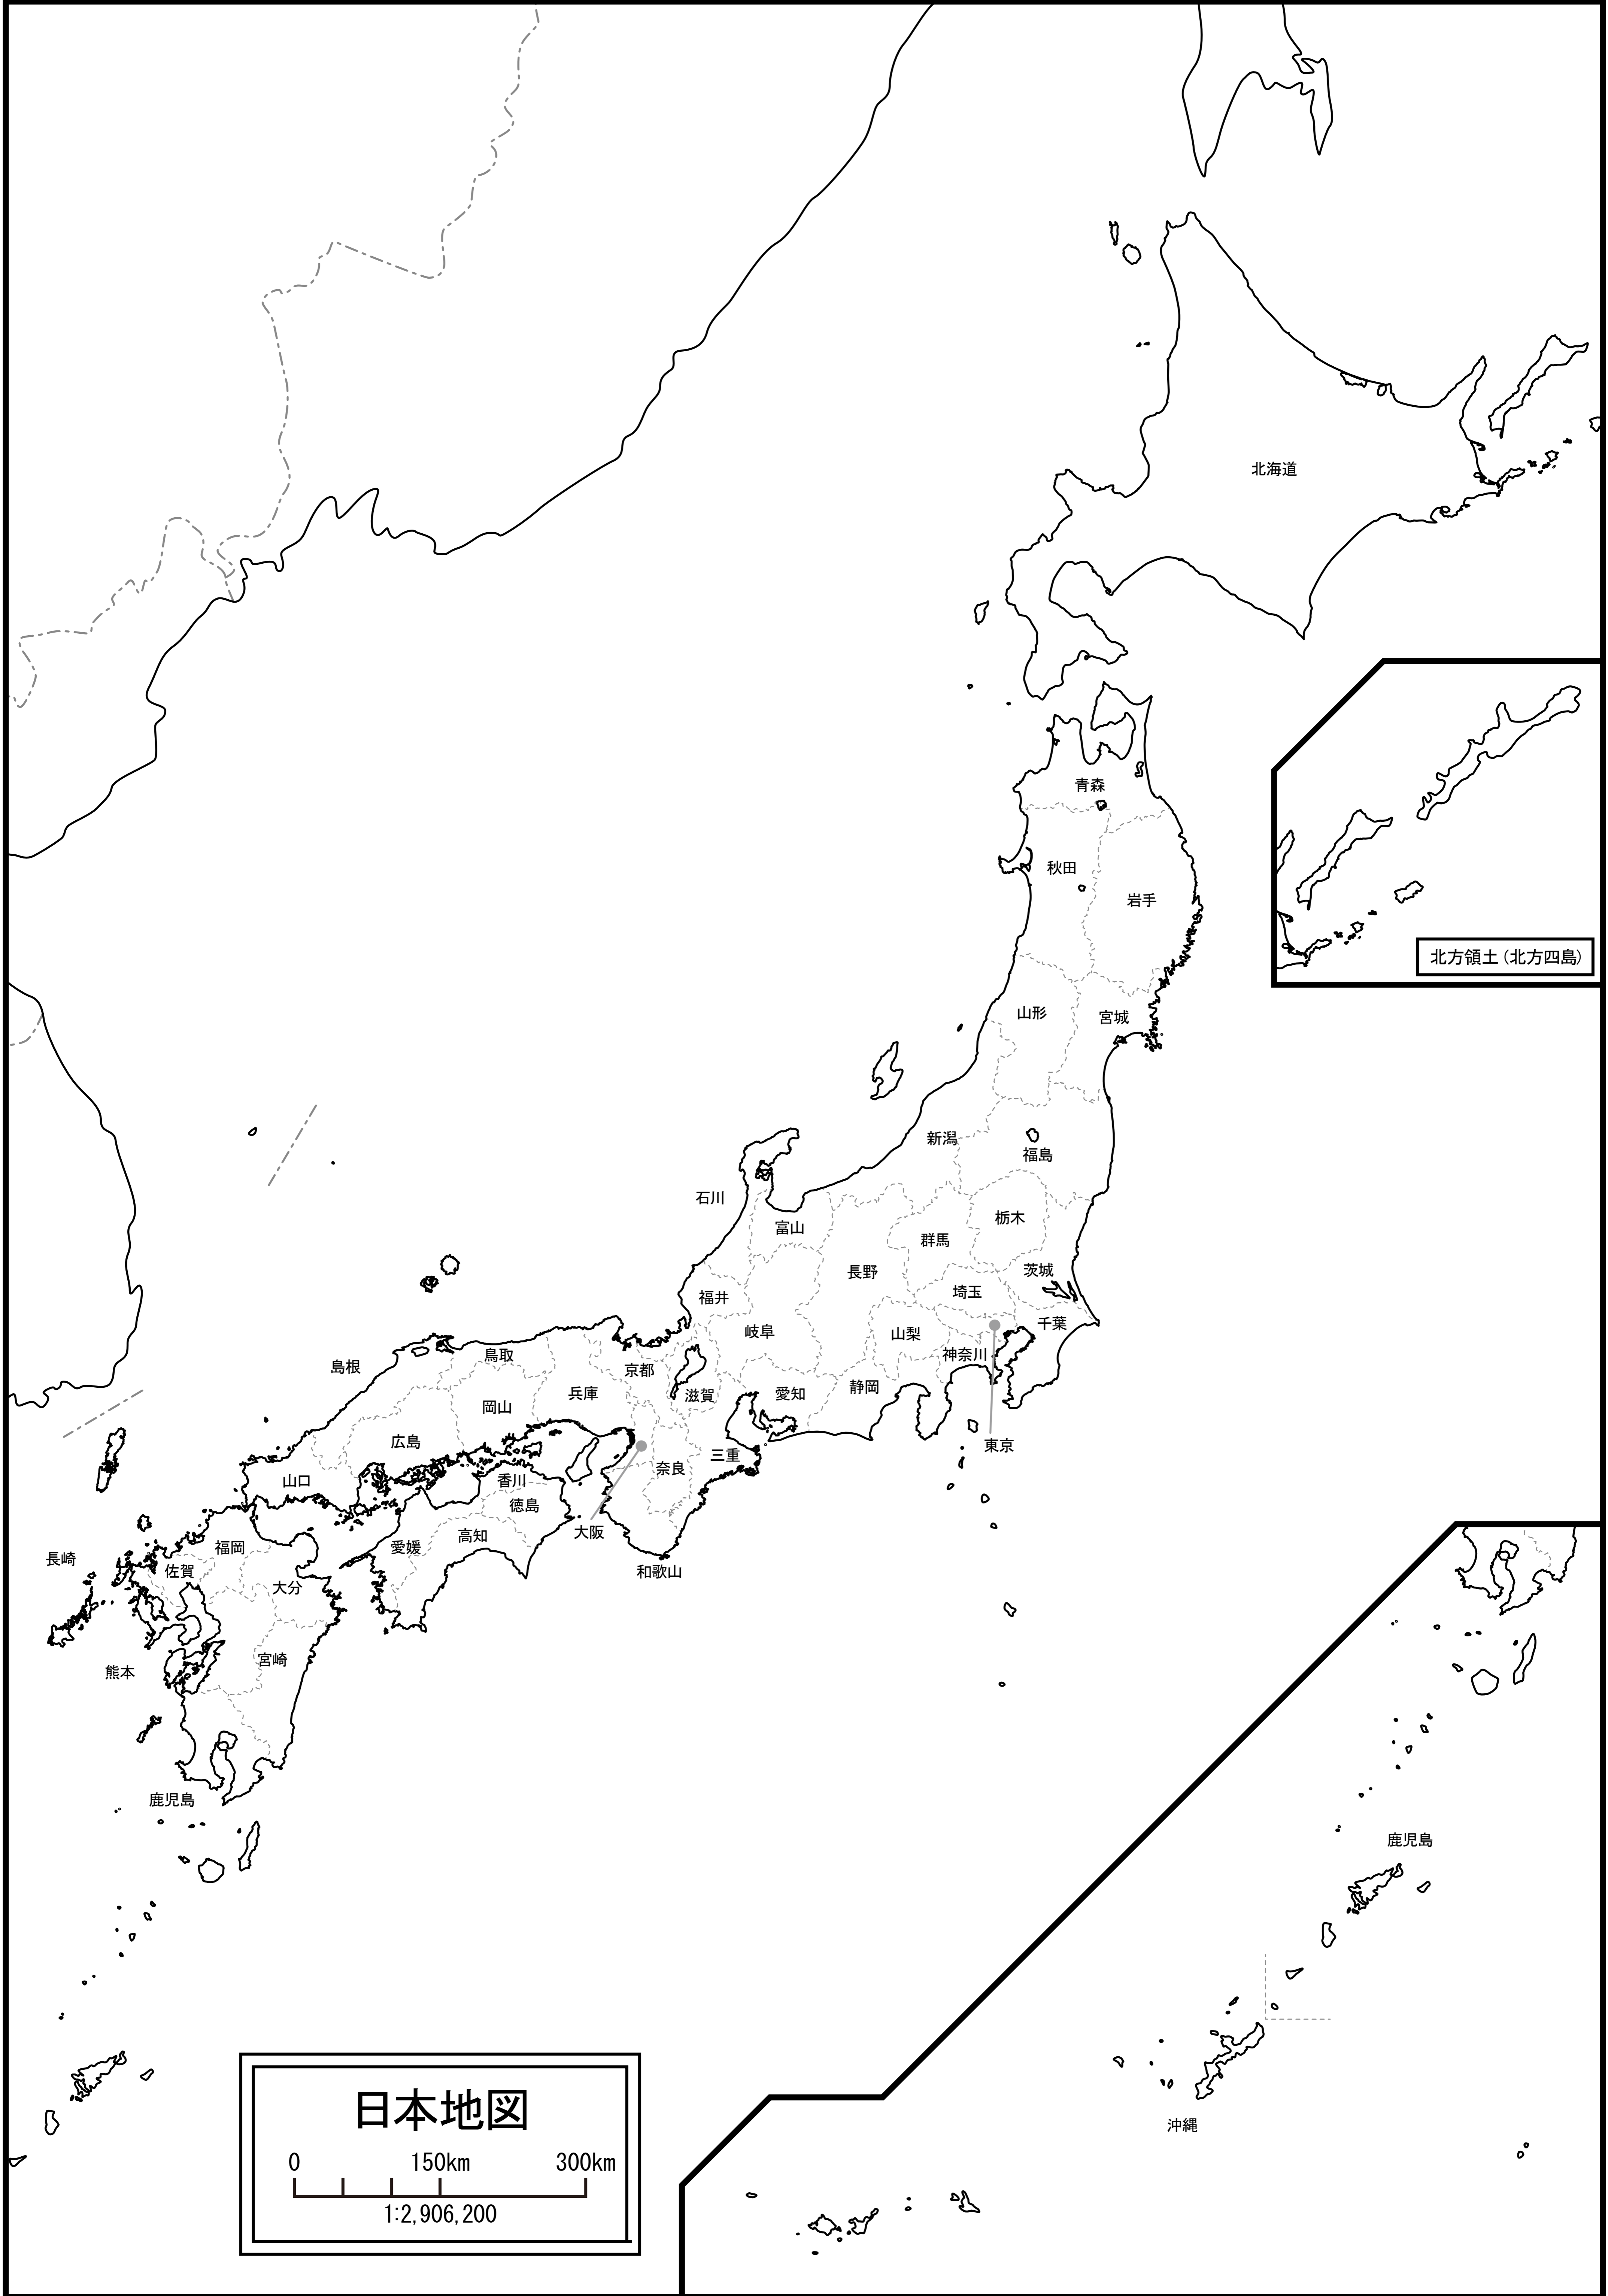 北海道
青森
秋田
岩手
北方領土(北方四島)
山形
宮城
新潟
福島
石川
栃木
富山
群馬
長野
茨城
埼玉
福井
千葉
岐阜
山梨
神奈川
鳥取
島根
京都
静岡
兵庫
滋賀
愛知
岡山
広島
東京
三重
奈良
山口
香川
徳島
大阪
高知
愛媛
福岡
長崎
佐賀
和歌山
大分
宮崎
熊本
鹿児島
鹿児島
沖縄
日本地図
0 150km 300km
1:2,906,200